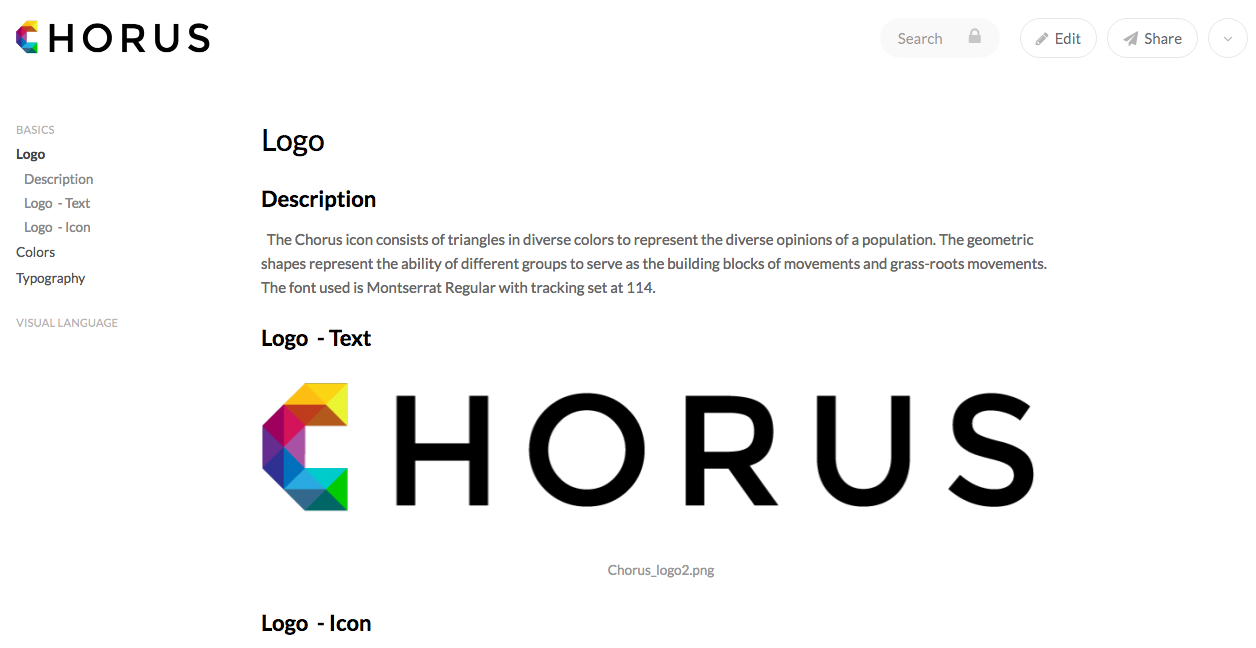 CHORUS
Search
Edit
Share
BASICS
Logo
Description
Logo - Text
Logo - Icon
Colors
Typography
VISUAL LANGUAGE
Logo
Description
The Chorus icon consists of triangles in diverse colors to represent the diverse opinions of a population. The geometric
shapes represent the ability of different groups to serve as the building blocks of movements and grass-roots movements.
The font used is Montserrat Regular with tracking set at 114.
Logo - Text
CHORUS
Chorus_logo2.png
Logo - Icon